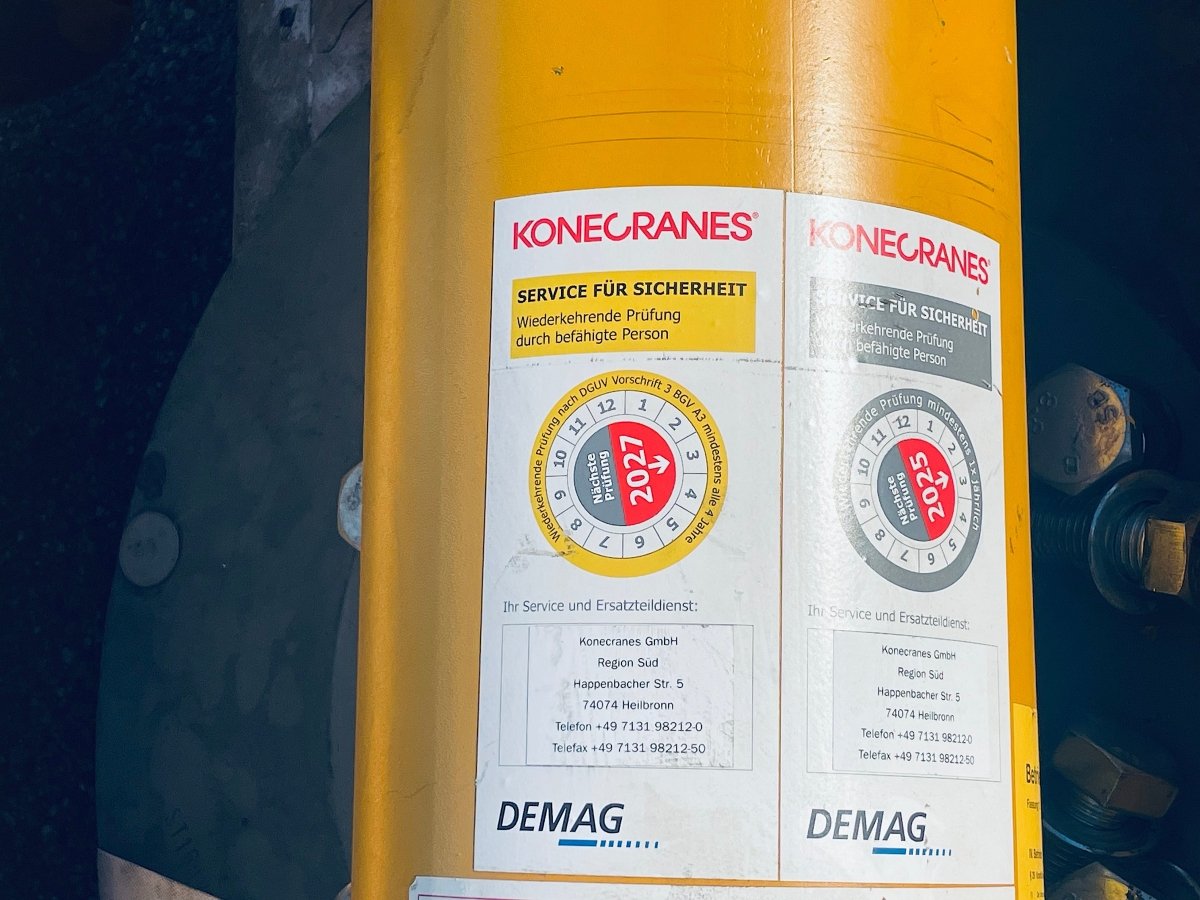 KONECRANES®
SERVICE FÜR SICHERHEIT
Wiederkehrende Prüfung
durch befähigte Person
Wiederkehrende Prüfung nach DGUV Vorschrift 3 BGV A3 mindestens alle 4 Jahre
1 2 3 4 5 6 7 8 9 10 11 12
Nächste
Prüfung
2027
Ihr Service und Ersatzteildienst:
Konecranes GmbH
Region Süd
Happenbacher Str. 5
74074 Heilbronn
Telefon +49 7131 98212-0
Telefax +49 7131 98212-50
DEMAG
KONECRANES®
SERVICE FÜR SICHERHEIT
Wiederkehrende Prüfung
durch befähigte Person
Wiederkehrende Prüfung mindestens 1x jährlich
1 2 3 4 5 6 7 8 9 10 11 12
Nächste
Prüfung
2025
Ihr Service und Ersatzteildienst:
Konecranes GmbH
Region Süd
Happenbacher Str. 5
74074 Heilbronn
Telefon +49 7131 98212-0
Telefax +49 7131 98212-50
DEMAG